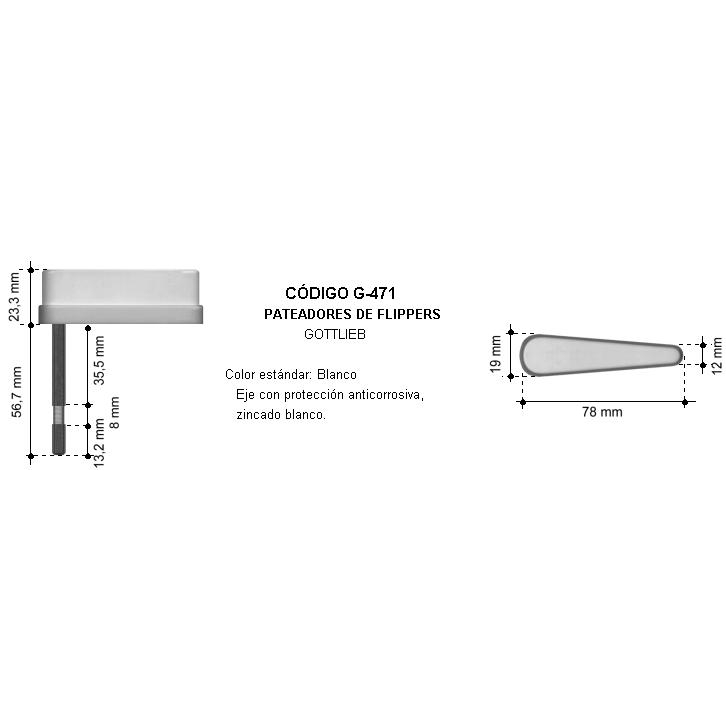 CÓDIGO G-471
PATEADORES DE FLIPPERS
GOTTLIEB
Color estándar: Blanco
Eje con protección anticorrosiva,
zincado blanco.
23,3 mm
56,7 mm
35,5 mm
8 mm
13,2 mm
19 mm
12 mm
78 mm